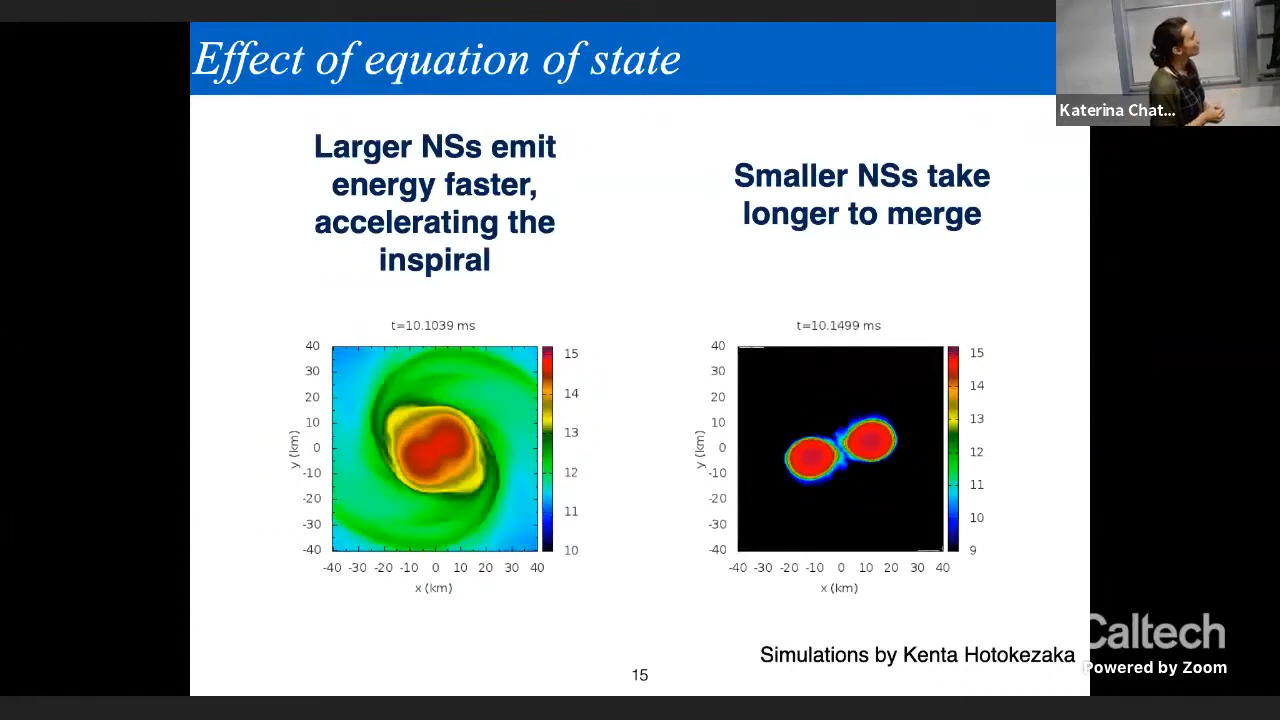 Effect of equation of state
Katerina Chat...
Larger NSs emit
energy faster,
accelerating the
inspiral
Smaller NSs take
longer to merge
t=10.1039 ms
40
30
20
10
0
-10
-20
-30
-40
y (km)
-40 -30 -20 -10 0 10 20 30 40
x (km)
15
14
13
12
11
10
t=10.1499 ms
40
30
20
10
0
-10
-20
-30
-40
y (km)
-40 -30 -20 -10 0 10 20 30 40
x (km)
15
14
13
12
11
10
9
Simulations by Kenta Hotokezaka
15
Caltech
Powered by Zoom